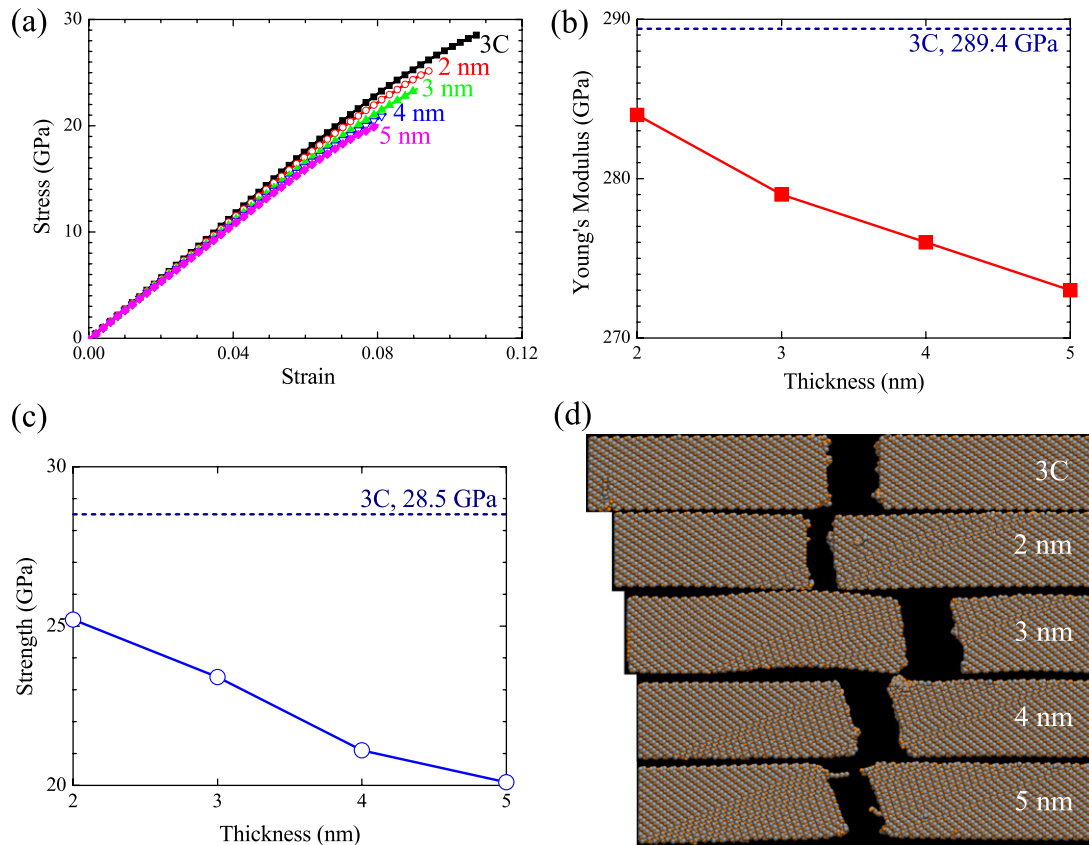 (a)
3C
2 nm
3 nm
4 nm
5 nm
30
20
10
0
Stress (GPa)
0.00
0.04
0.08
0.12
Strain
(b)
290
280
270
Young's Modulus (GPa)
3C, 289.4 GPa
2
3
4
5
Thickness (nm)
(c)
30
25
20
Strength (GPa)
3C, 28.5 GPa
2
3
4
5
Thickness (nm)
(d)
3C
2 nm
3 nm
4 nm
5 nm